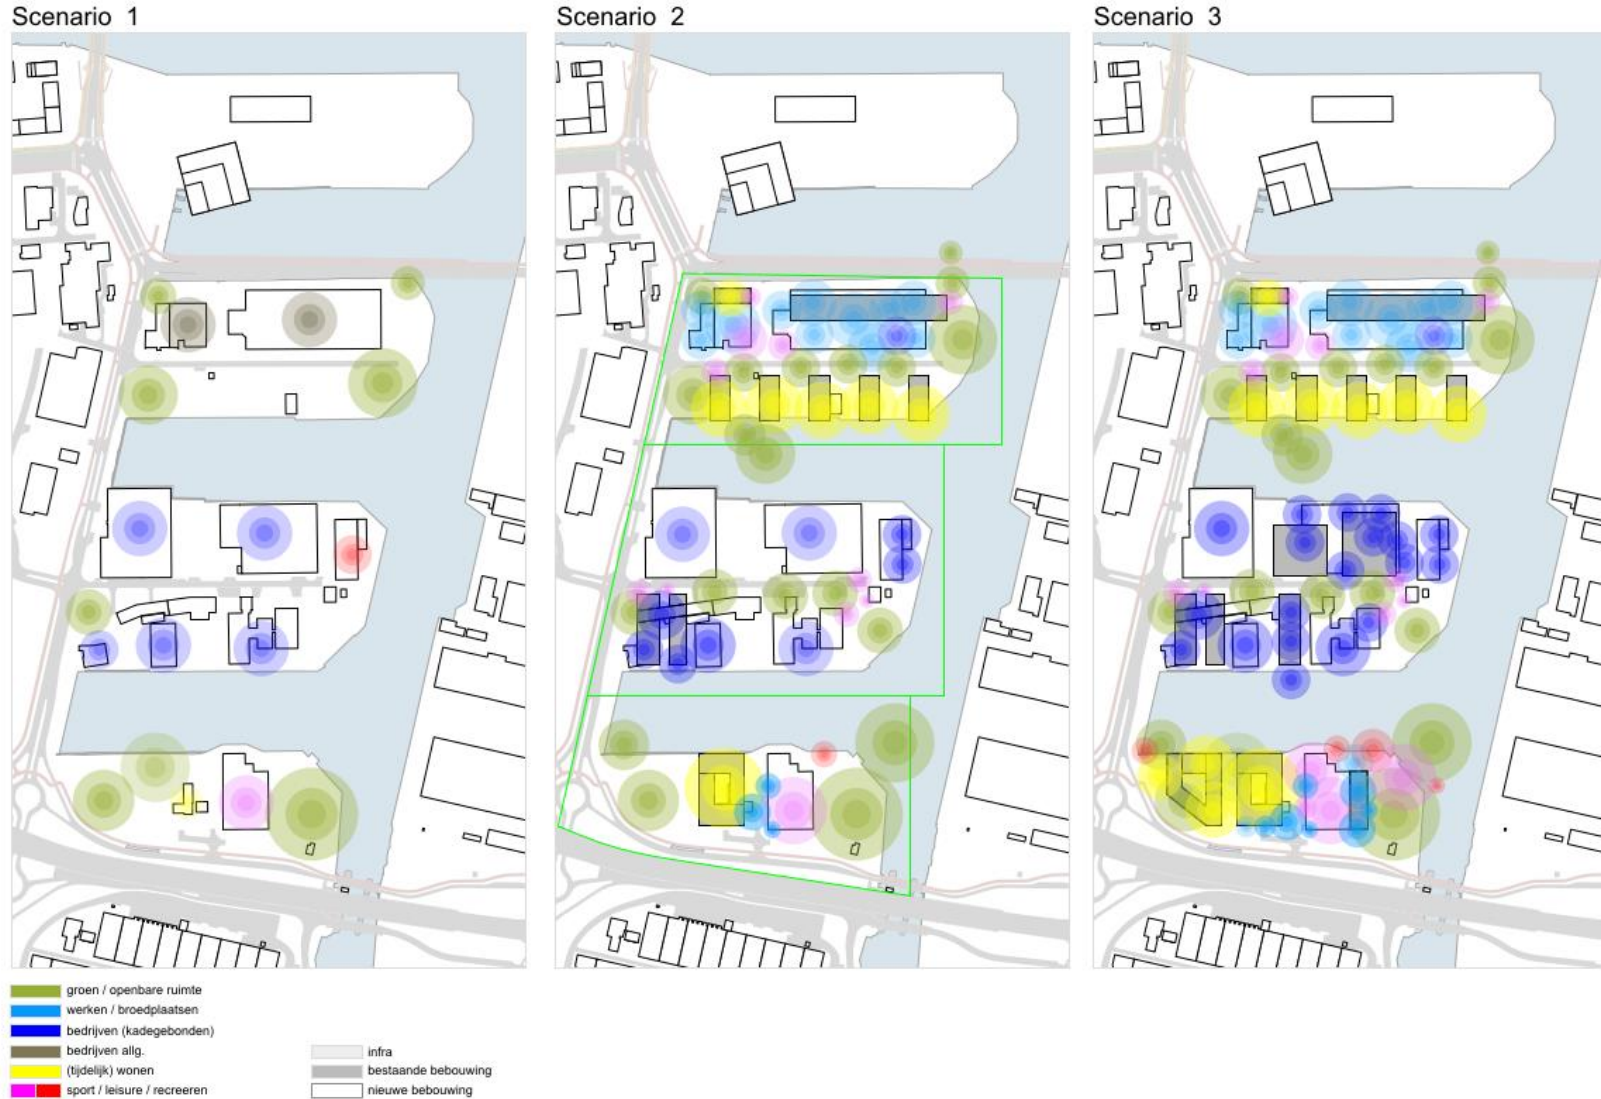 Scenario 1
Scenario 2
Scenario 3
groen / openbare ruimte
werken / broedplaatsen
bedrijven (kadegebonden)
bedrijven allg.
(tijdelijk) wonen
sport / leisure / recreëren
infra
bestaande bebouwing
nieuwe bebouwing